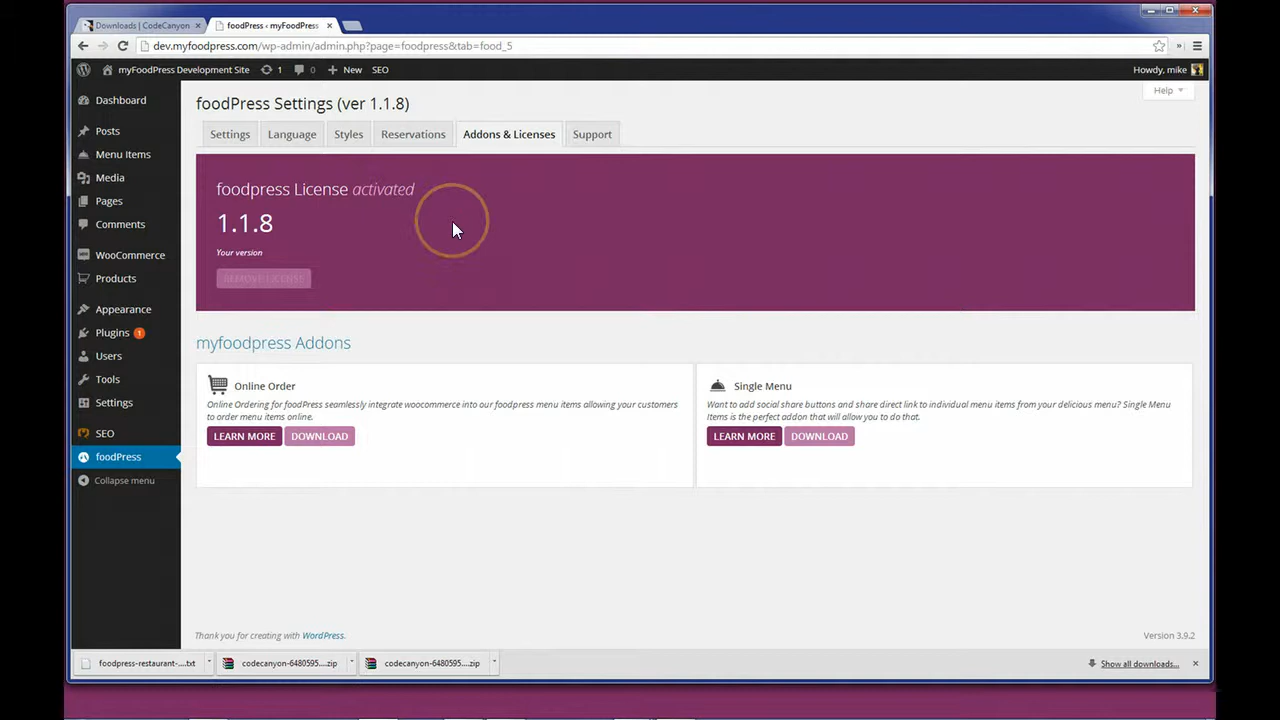 Downloads | CodeCanyon
foodPress ‹ myFoodPress
dev.myfoodpress.com/wp-admin/admin.php?page=foodpress&tab=food_5
myFoodPress Development Site 1 0 New SEO
Howdy, mike
Help
Dashboard
Posts
Menu Items
Media
Pages
Comments
WooCommerce
Products
Appearance
Plugins 1
Users
Tools
Settings
SEO
foodPress
Collapse menu
foodPress Settings (ver 1.1.8)
Settings Language Styles Reservations Addons & Licenses Support
foodpress License activated
1.1.8
Your version
REMOVE LICENSE
myfoodpress Addons
Online Order
Online Ordering for foodPress seamlessly integrate woocommerce into our foodpress menu items allowing your customers
to order menu items online.
LEARN MORE DOWNLOAD
Single Menu
Want to add social share buttons and share direct link to individual menu items from your delicious menu? Single Menu
Items is the perfect addon that will allow you to do that.
LEARN MORE DOWNLOAD
Thank you for creating with WordPress.
Version 3.9.2
foodpress-restaurant-....txt
codecanyon-6480595....zip
codecanyon-6480595....zip
Show all downloads...